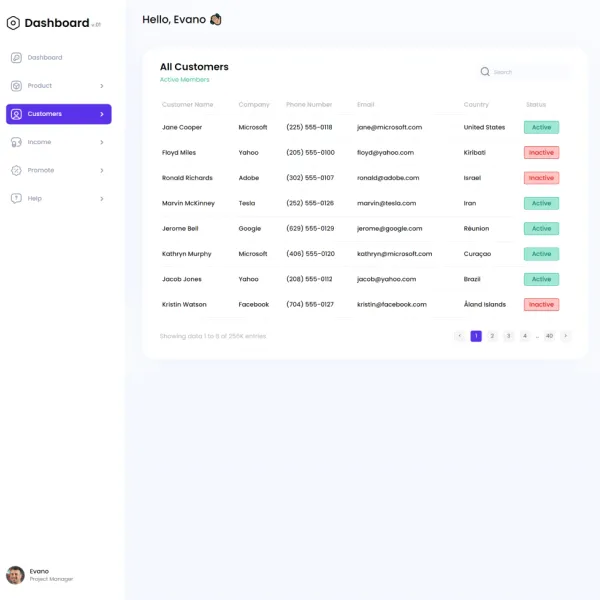 Dashboard v.01
Dashboard
Product
Customers
Income
Promote
Help
Evano
Project Manager
Hello, Evano 👋🏼
All Customers
Active Members
Search
Customer Name Company Phone Number Email Country Status
Jane Cooper Microsoft (225) 555-0118 jane@microsoft.com United States Active
Floyd Miles Yahoo (205) 555-0100 floyd@yahoo.com Kiribati Inactive
Ronald Richards Adobe (302) 555-0107 ronald@adobe.com Israel Inactive
Marvin McKinney Tesla (252) 555-0126 marvin@tesla.com Iran Active
Jerome Bell Google (629) 555-0129 jerome@google.com Réunion Active
Kathryn Murphy Microsoft (406) 555-0120 kathryn@microsoft.com Curaçao Active
Jacob Jones Yahoo (208) 555-0112 jacob@yahoo.com Brazil Active
Kristin Watson Facebook (704) 555-0127 kristin@facebook.com Åland Islands Inactive
Showing data 1 to 8 of 256K entries
< 1 2 3 4 ... 40 >